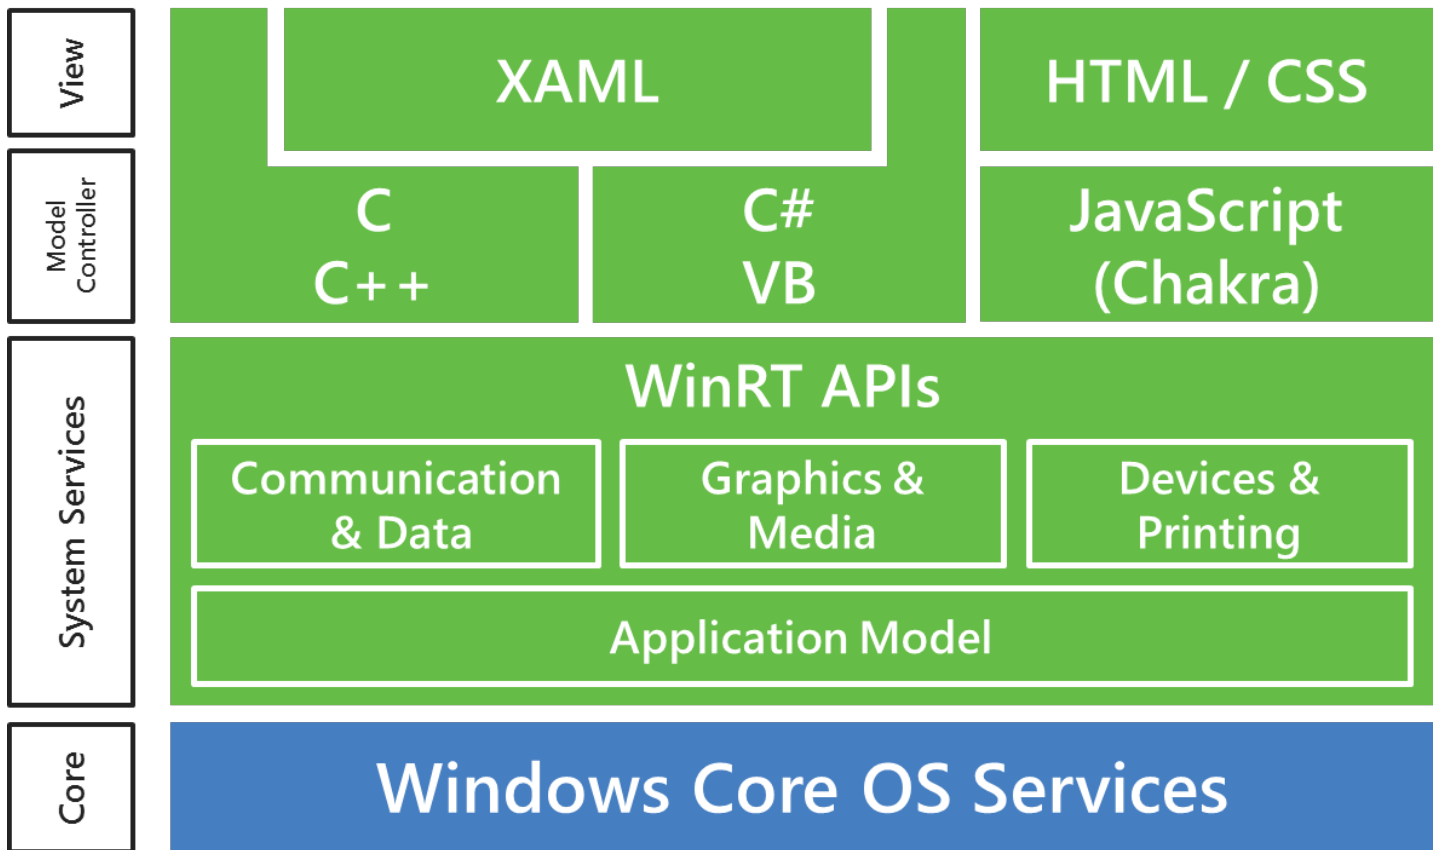 View
XAML
HTML / CSS
Model
Controller
C
C++
C#
VB
JavaScript
(Chakra)
System Services
WinRT APIs
Communication
& Data
Graphics &
Media
Devices &
Printing
Application Model
Core
Windows Core OS Services